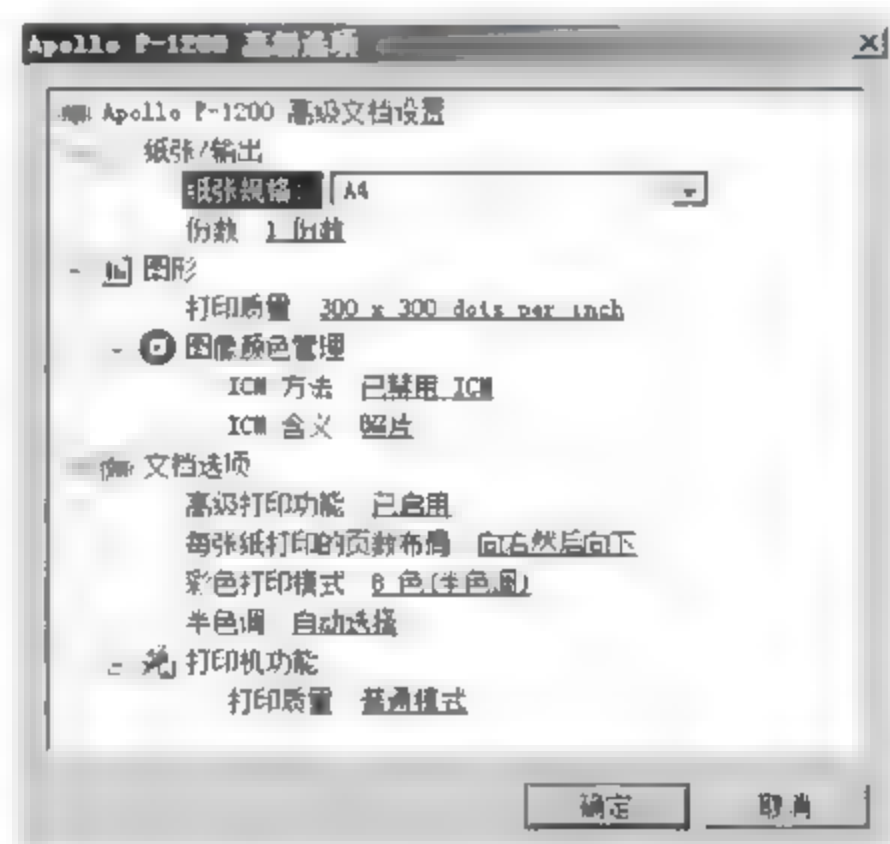 Apollo P-1200 高级选项
Apollo P-1200 高级文档设置
纸张/输出
纸张规格: A4
份数 1 份数
图形
打印质量 300 x 300 dots per inch
图像颜色管理
ICM 方法 已禁用 ICM
ICM 含义 照片
文档选项
高级打印功能 已启用
每张纸打印的页数布局 向右然后向下
彩色打印模式 8 色(半色调)
半色调 自动选择
打印机功能
打印质量 普通模式
确定 取消